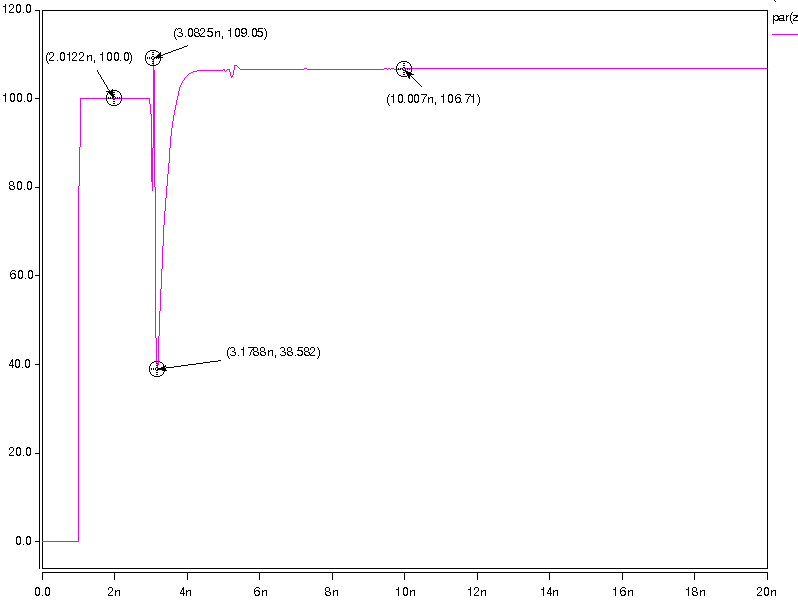 120.0
par(z
(3.0825n, 109.05)
(2.0122n, 100.0)
100.0
(10.007n, 106.71)
80.0
60.0
(3.1788n, 38.582)
40.0
20.0
0.0
0.0 2n 4n 6n 8n 10n 12n 14n 16n 18n 20n